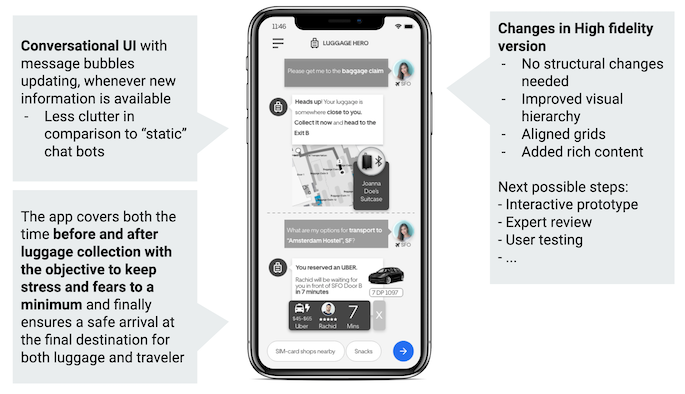 Conversational UI with
message bubbles
updating, whenever new
information is available
- Less clutter in
comparison to “static”
chat bots
The app covers both the
time before and after
luggage collection with
the objective to keep
stress and fears to a
minimum and finally
ensures a safe arrival at
the final destination for
both luggage and traveler
11:46
LUGGAGE HERO
Please get me to the baggage claim
SFO
Heads up! Your luggage is
somewhere close to you.
Collect it now and head to the
Exit B
Joanna
Doe's
Suitcase
What are my options for transport to
"Amsterdam Hostel", SF?
SFO
You reserved an UBER.
Rachid will be waiting for
you in front of SFO Door B
in 7 minutes
7 DP 1097
$45-$55
Uber
Rachid
7
Mins
X
SIM-card shops nearby
Snacks
Changes in High fidelity
version
- No structural changes
needed
- Improved visual
hierarchy
- Aligned grids
- Added rich content
Next possible steps:
- Interactive prototype
- Expert review
- User testing
- ...